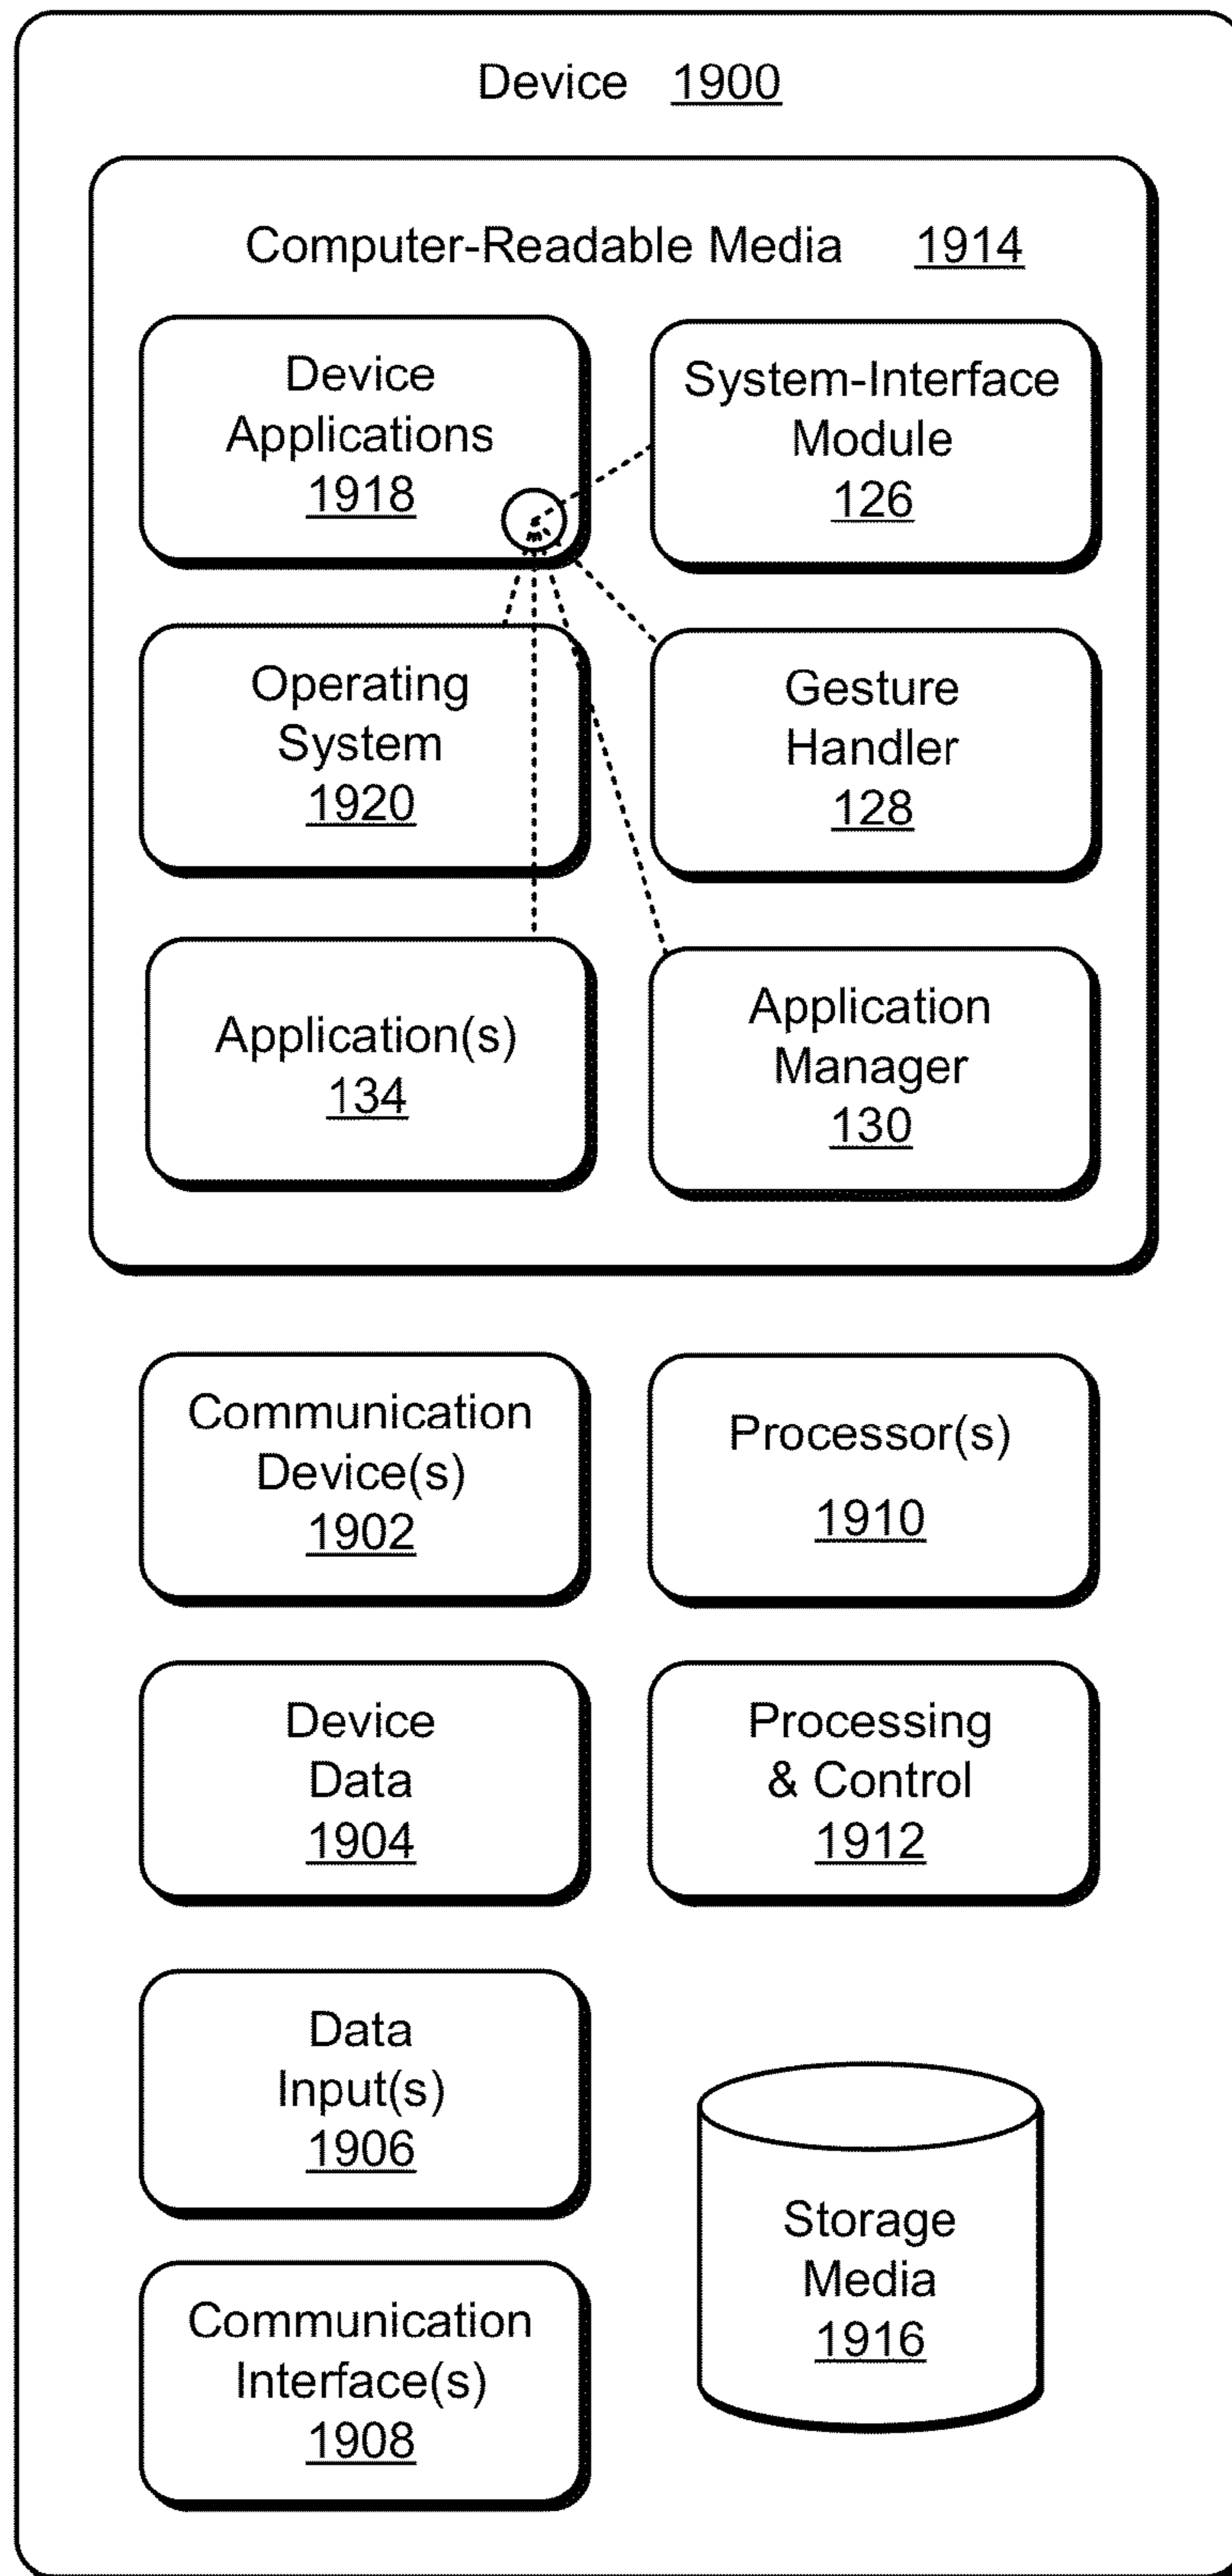 Device 1900
Computer-Readable Media 1914
Device
Applications
1918
System-Interface
Module
126
Operating
System
1920
Gesture
Handler
128
Application(s)
134
Application
Manager
130
Communication
Device(s)
1902
Processor(s)
1910
Device
Data
1904
Processing
& Control
1912
Data
Input(s)
1906
Storage
Media
1916
Communication
Interface(s)
1908